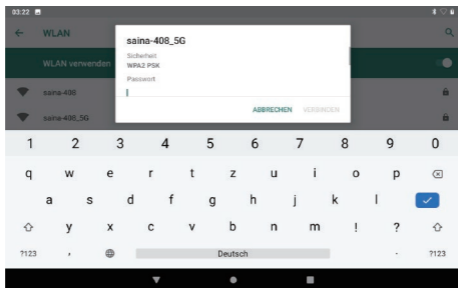 03:22
WLAN
WLAN verwenden
saina-408
saina-408_5G
saina-408_5G
Sicherheit
WPA2 PSK
Passwort
ABBRECHEN VERBINDEN
1 2 3 4 5 6 7 8 9 0
q w e r t z u i o p
a s d f g h j k l
y x c v b n m ! ?
?123 , Deutsch . ?123